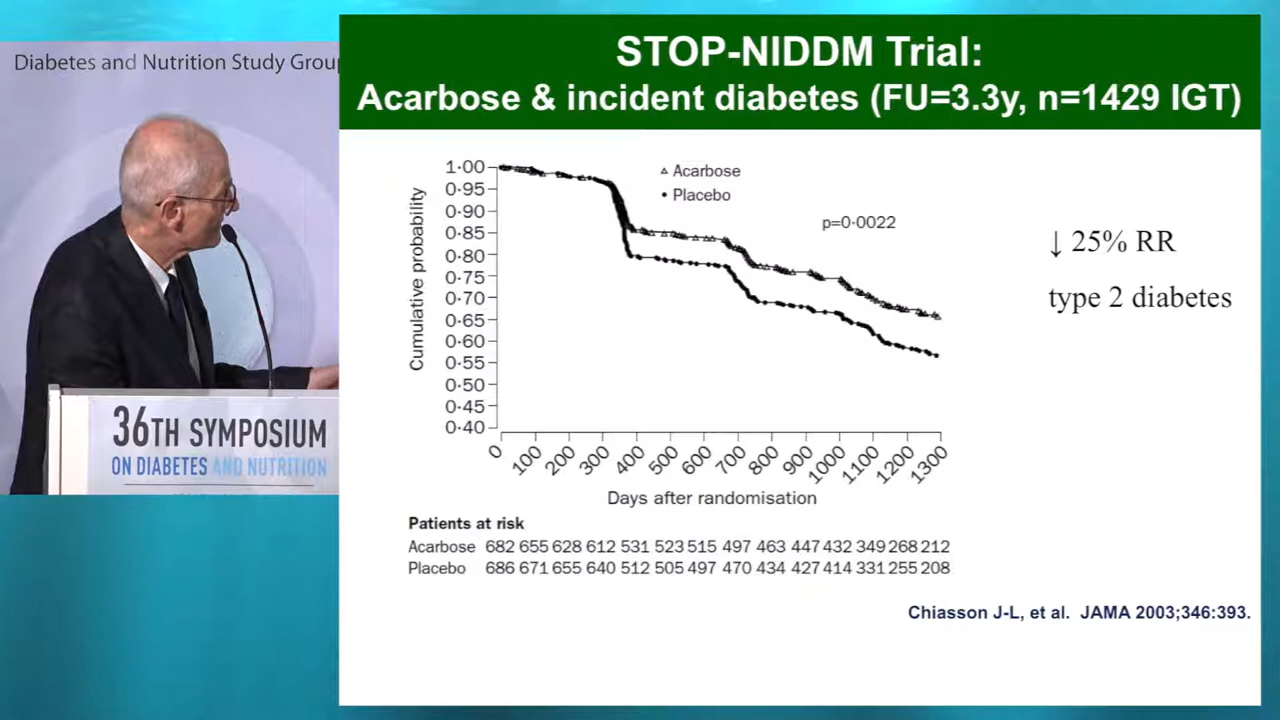 Diabetes and Nutrition Study Group
36TH SYMPOSIUM
ON DIABETES AND NUTRITION
STOP-NIDDM Trial:
Acarbose & incident diabetes (FU=3.3y, n=1429 IGT)
Cumulative probability
1·00
0·95
0·90
0·85
0·80
0·75
0·70
0·65
0·60
0·55
0·50
0·45
0·40
Acarbose
Placebo
p=0·0022
0 100 200 300 400 500 600 700 800 900 1000 1100 1200 1300
Days after randomisation
↓ 25% RR
type 2 diabetes
Patients at risk
Acarbose 682 655 628 612 531 523 515 497 463 447 432 349 268 212
Placebo 686 671 655 640 512 505 497 470 434 427 414 331 255 208
Chiasson J-L, et al. JAMA 2003;346:393.